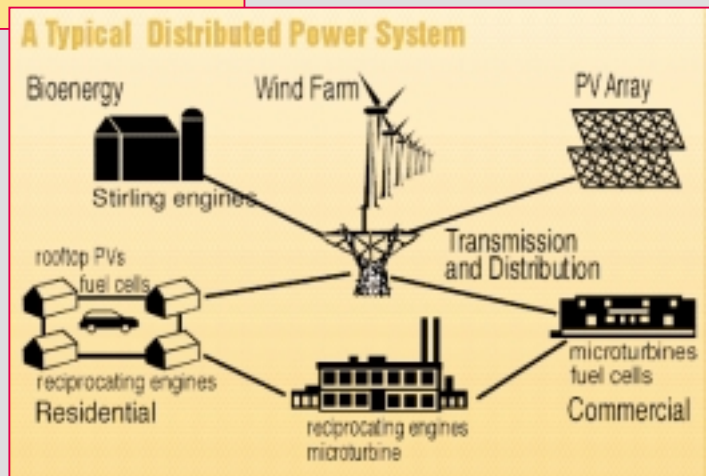 A Typical Distributed Power System
Bioenergy
Wind Farm
PV Array
Stirling engines
Transmission
and Distribution
rooftop PVs
fuel cells
reciprocating engines
Residential
reciprocating engines
microturbine
microturbines
fuel cells
Commercial